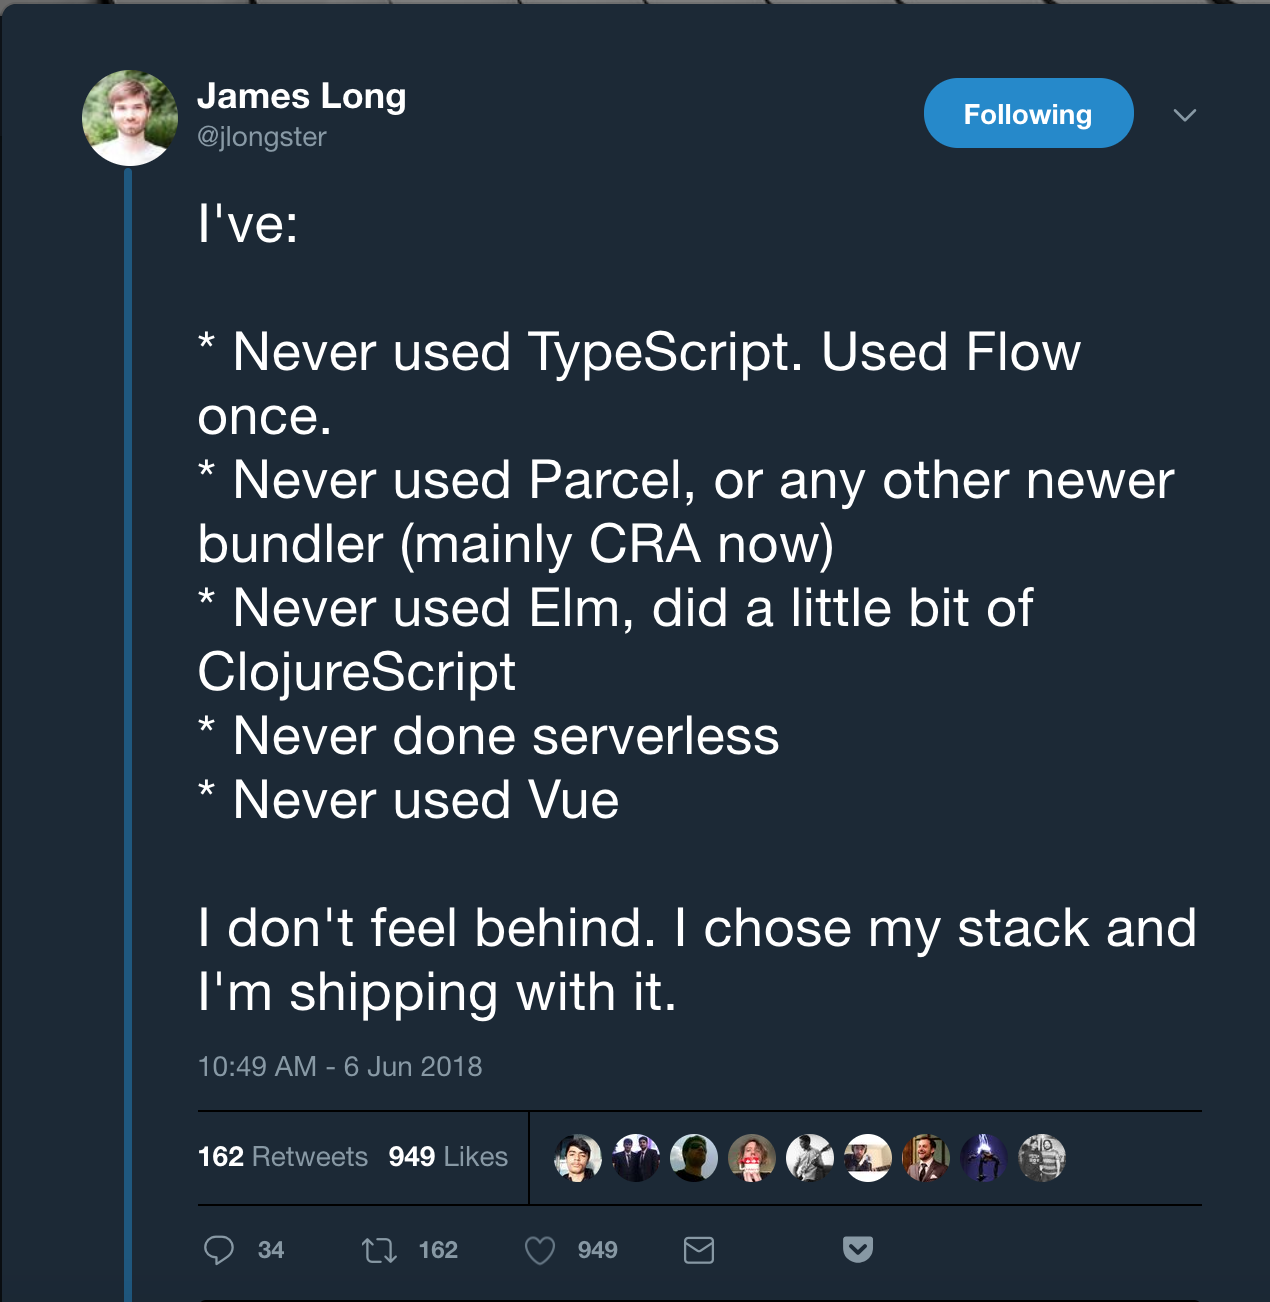 James Long
@jlongster
Following
I've:
* Never used TypeScript. Used Flow
once.
* Never used Parcel, or any other newer
bundler (mainly CRA now)
* Never used Elm, did a little bit of
ClojureScript
* Never done serverless
* Never used Vue
I don't feel behind. I chose my stack and
I'm shipping with it.
10:49 AM - 6 Jun 2018
162 Retweets 949 Likes
34 162 949